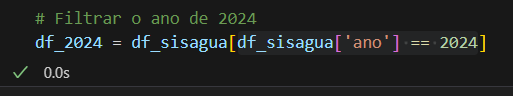 # Filtrar o ano de 2024
df_2024 = df_sisagua[df_sisagua['ano'] == 2024]
✓ 0.0s